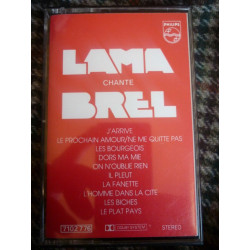 PHILIPS
LAMA
CHANTE
BREL
J'ARRIVE
LE PROCHAIN AMOUR/NE ME QUITTE PAS
LES BOURGEOIS
DORS MA MIE
ON N'OUBLIE RIEN
IL PLEUT
LA FANETTE
L'HOMME DANS LA CITE
LES BICHES
LE PLAT PAYS
STEREO